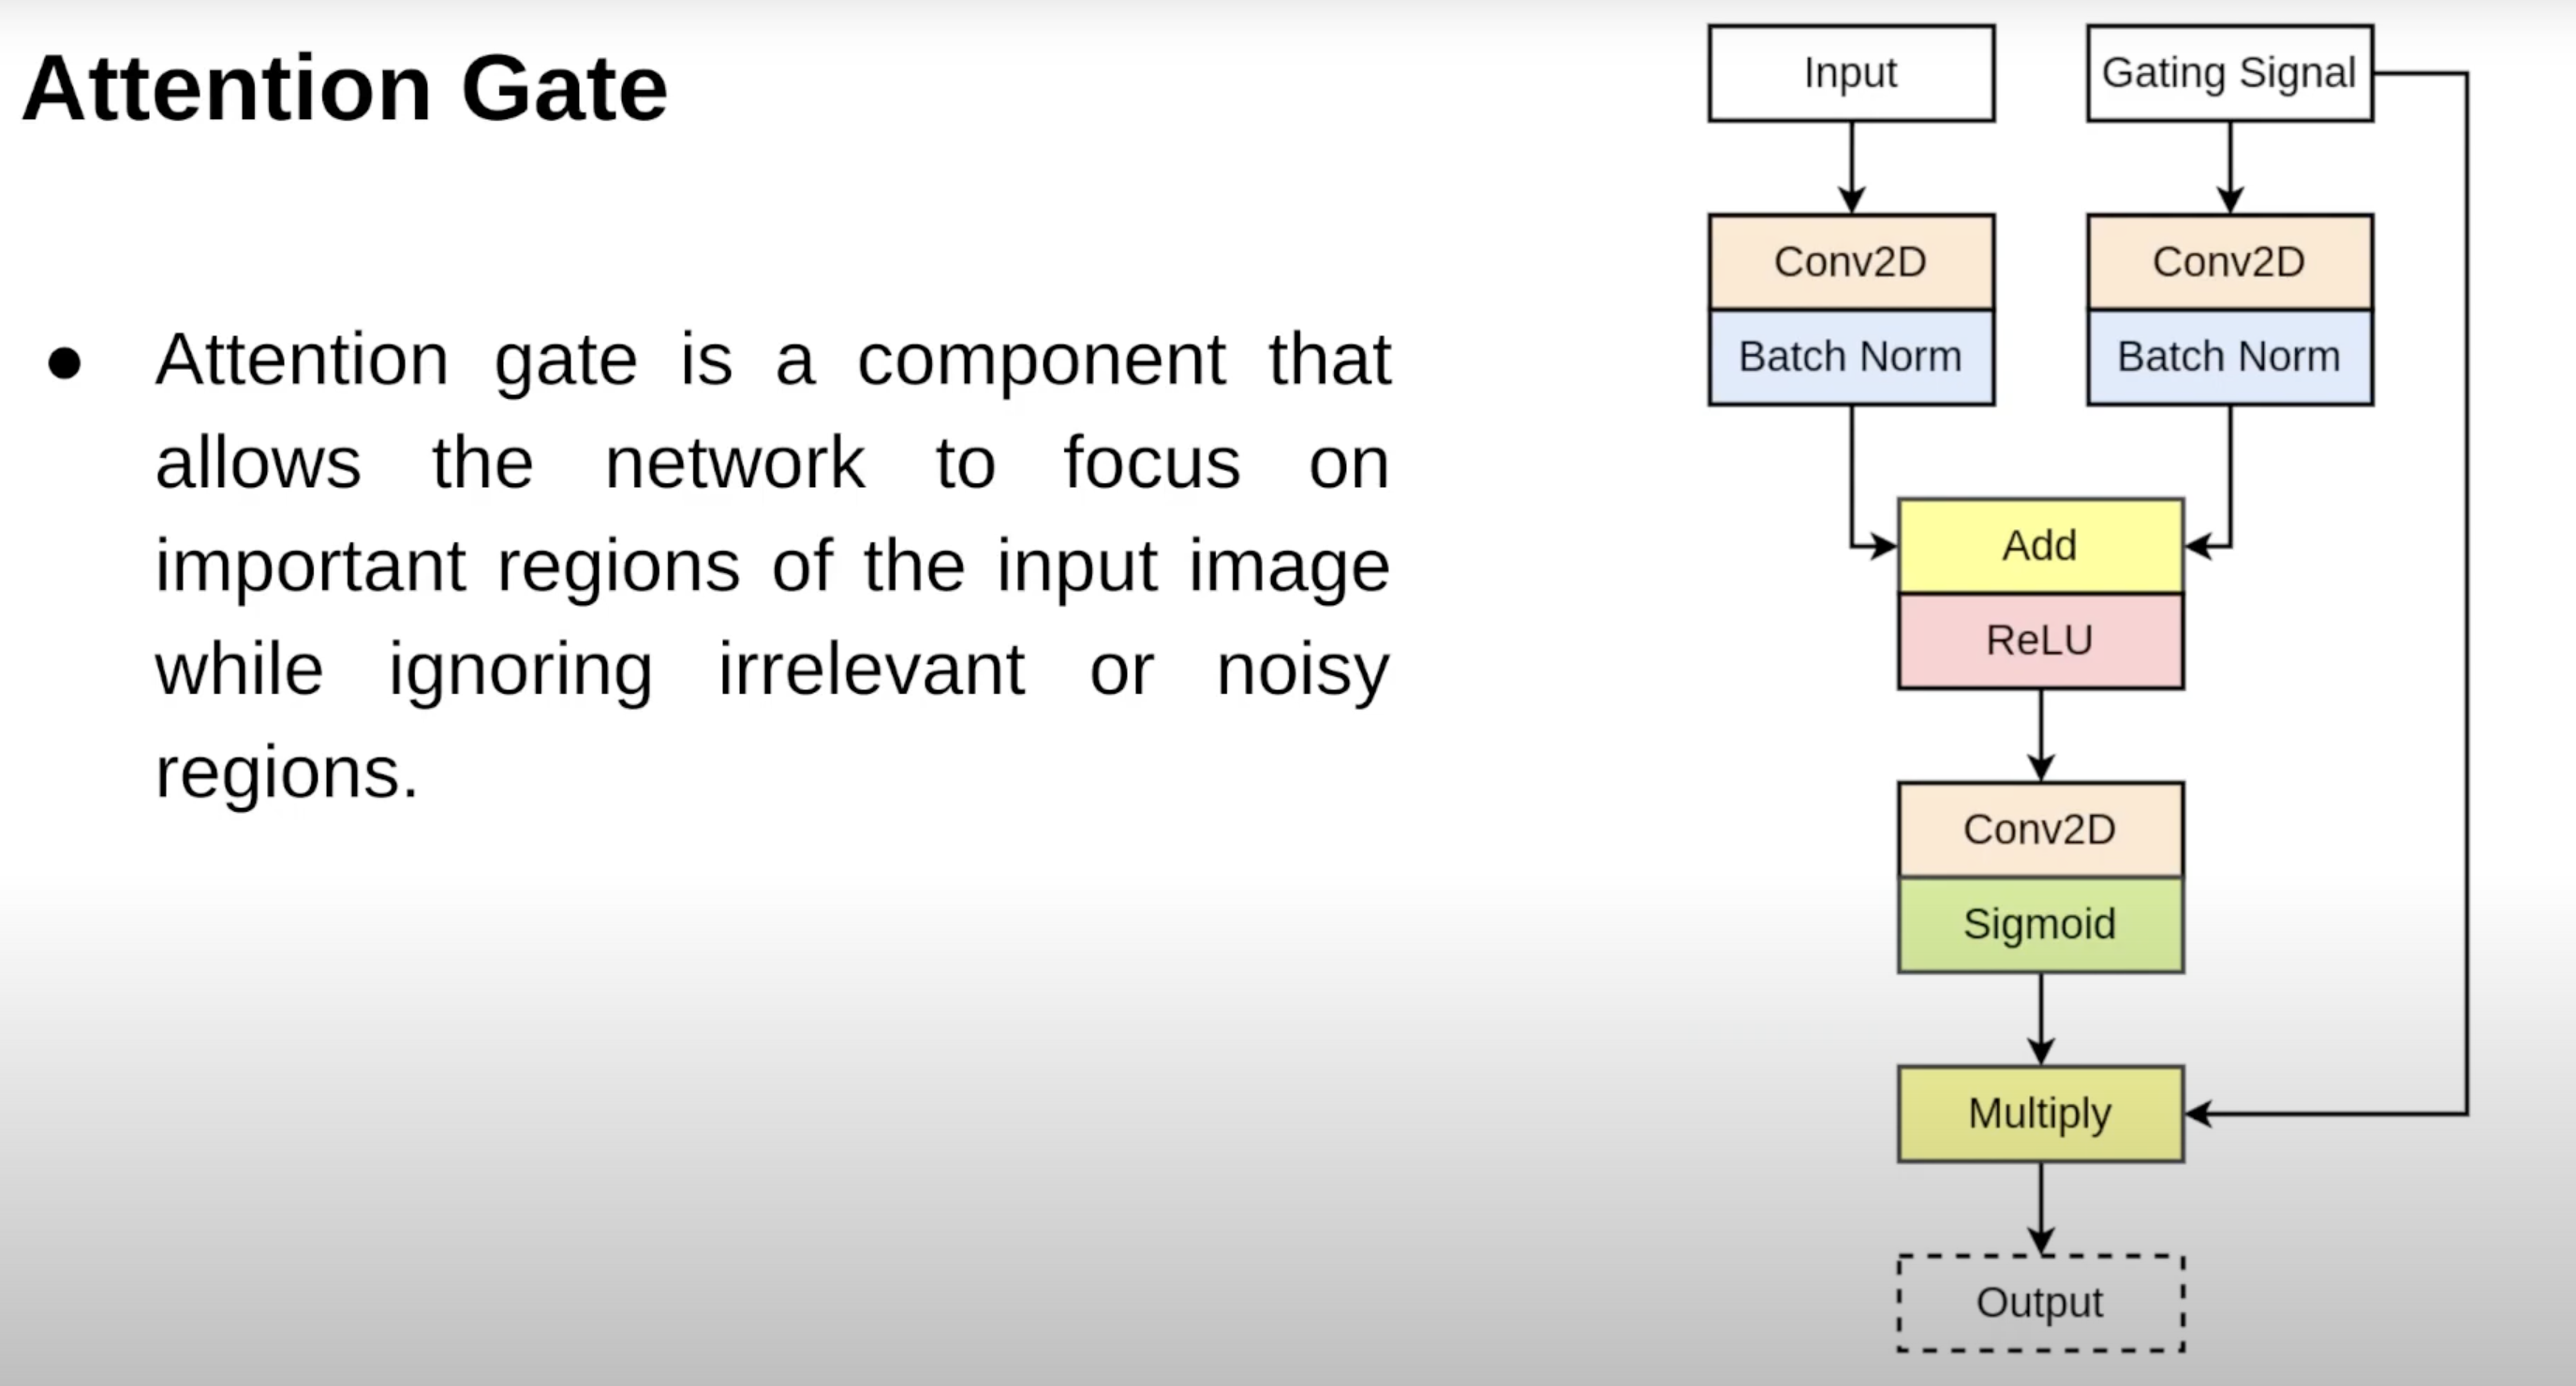 Attention Gate
● Attention gate is a component that
allows the network to focus on
important regions of the input image
while ignoring irrelevant or noisy
regions.
Input
Gating Signal
Conv2D
Conv2D
Batch Norm
Batch Norm
Add
ReLU
Conv2D
Sigmoid
Multiply
Output